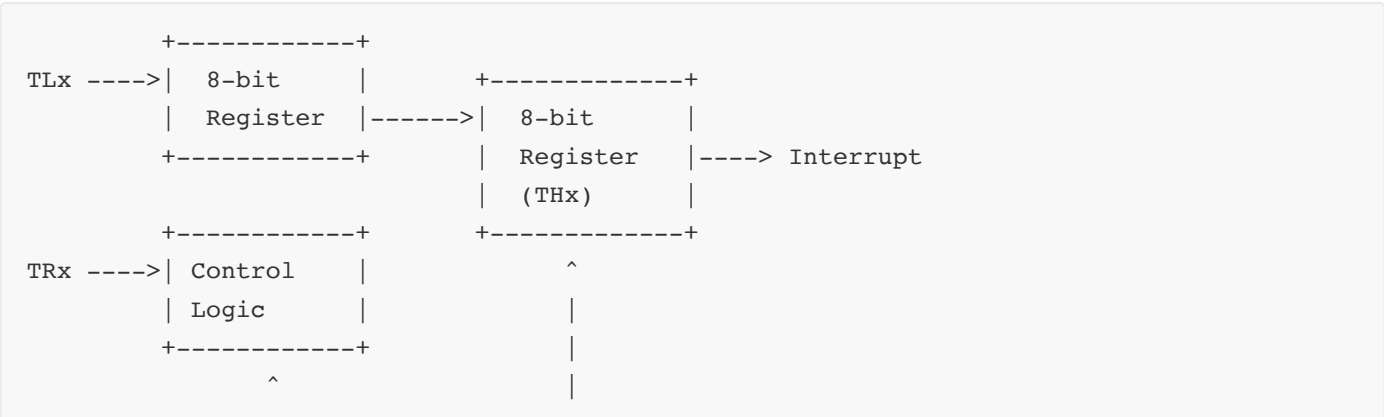 +------------+
TLx ---->|  8-bit     |       +-------------+
         |  Register  |------>|  8-bit      |
         +------------+       |  Register   |----> Interrupt
                              |  (THx)      |
         +------------+       +-------------+
TRx ---->| Control    |             ^
         | Logic      |             |
         +------------+             |
                ^                   |